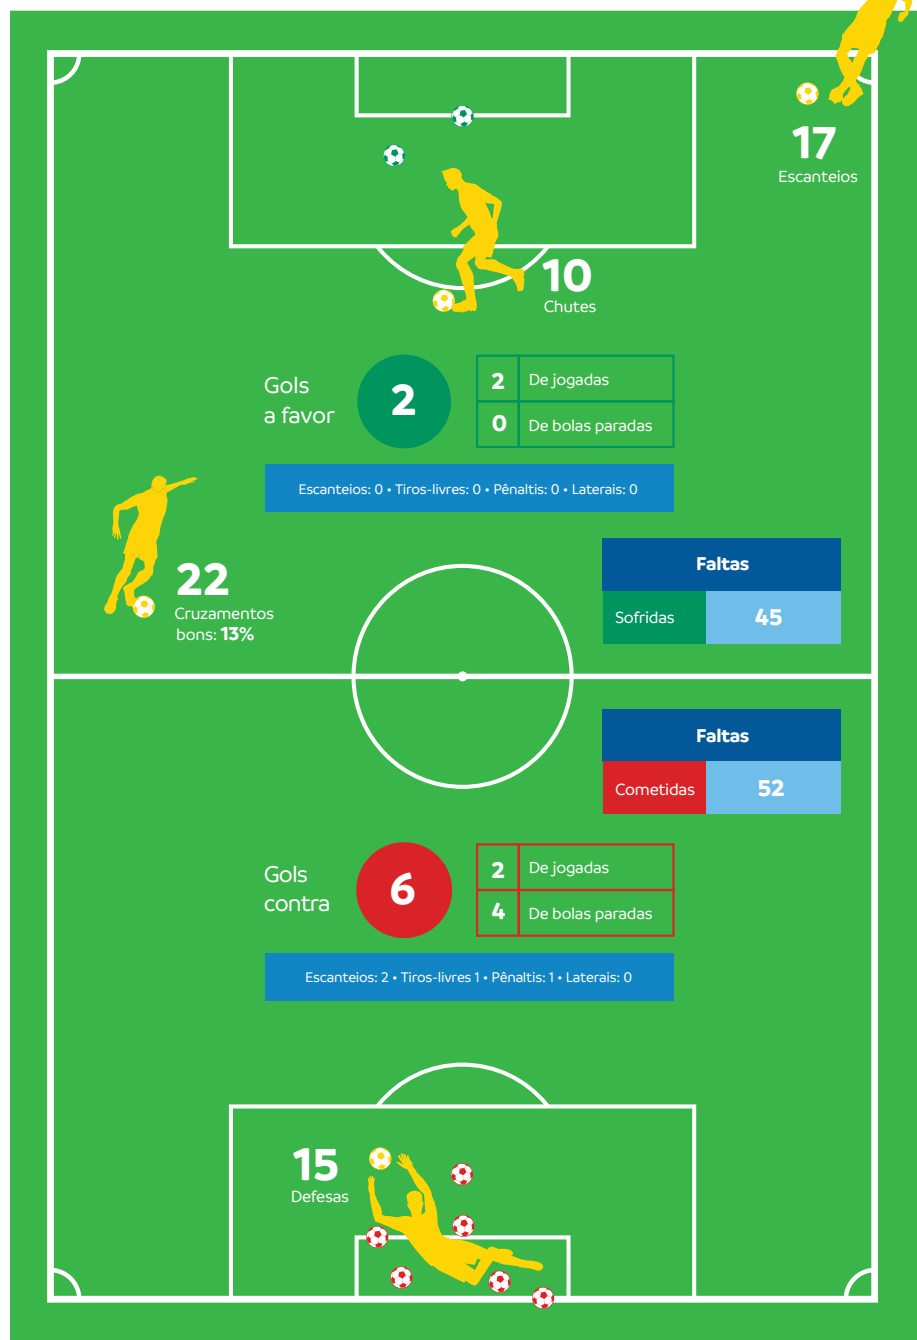 17
Escanteios
10
Chutes
Gols
a favor
2
2 De jogadas
0 De bolas paradas
Escanteios: 0 • Tiros-livres: 0 • Pênaltis: 0 • Laterais: 0
22
Cruzamentos
bons: 13%
Faltas
Sofridas 45
Faltas
Cometidas 52
Gols
contra
6
2 De jogadas
4 De bolas paradas
Escanteios: 2 • Tiros-livres 1 • Pênaltis: 1 • Laterais: 0
15
Defesas